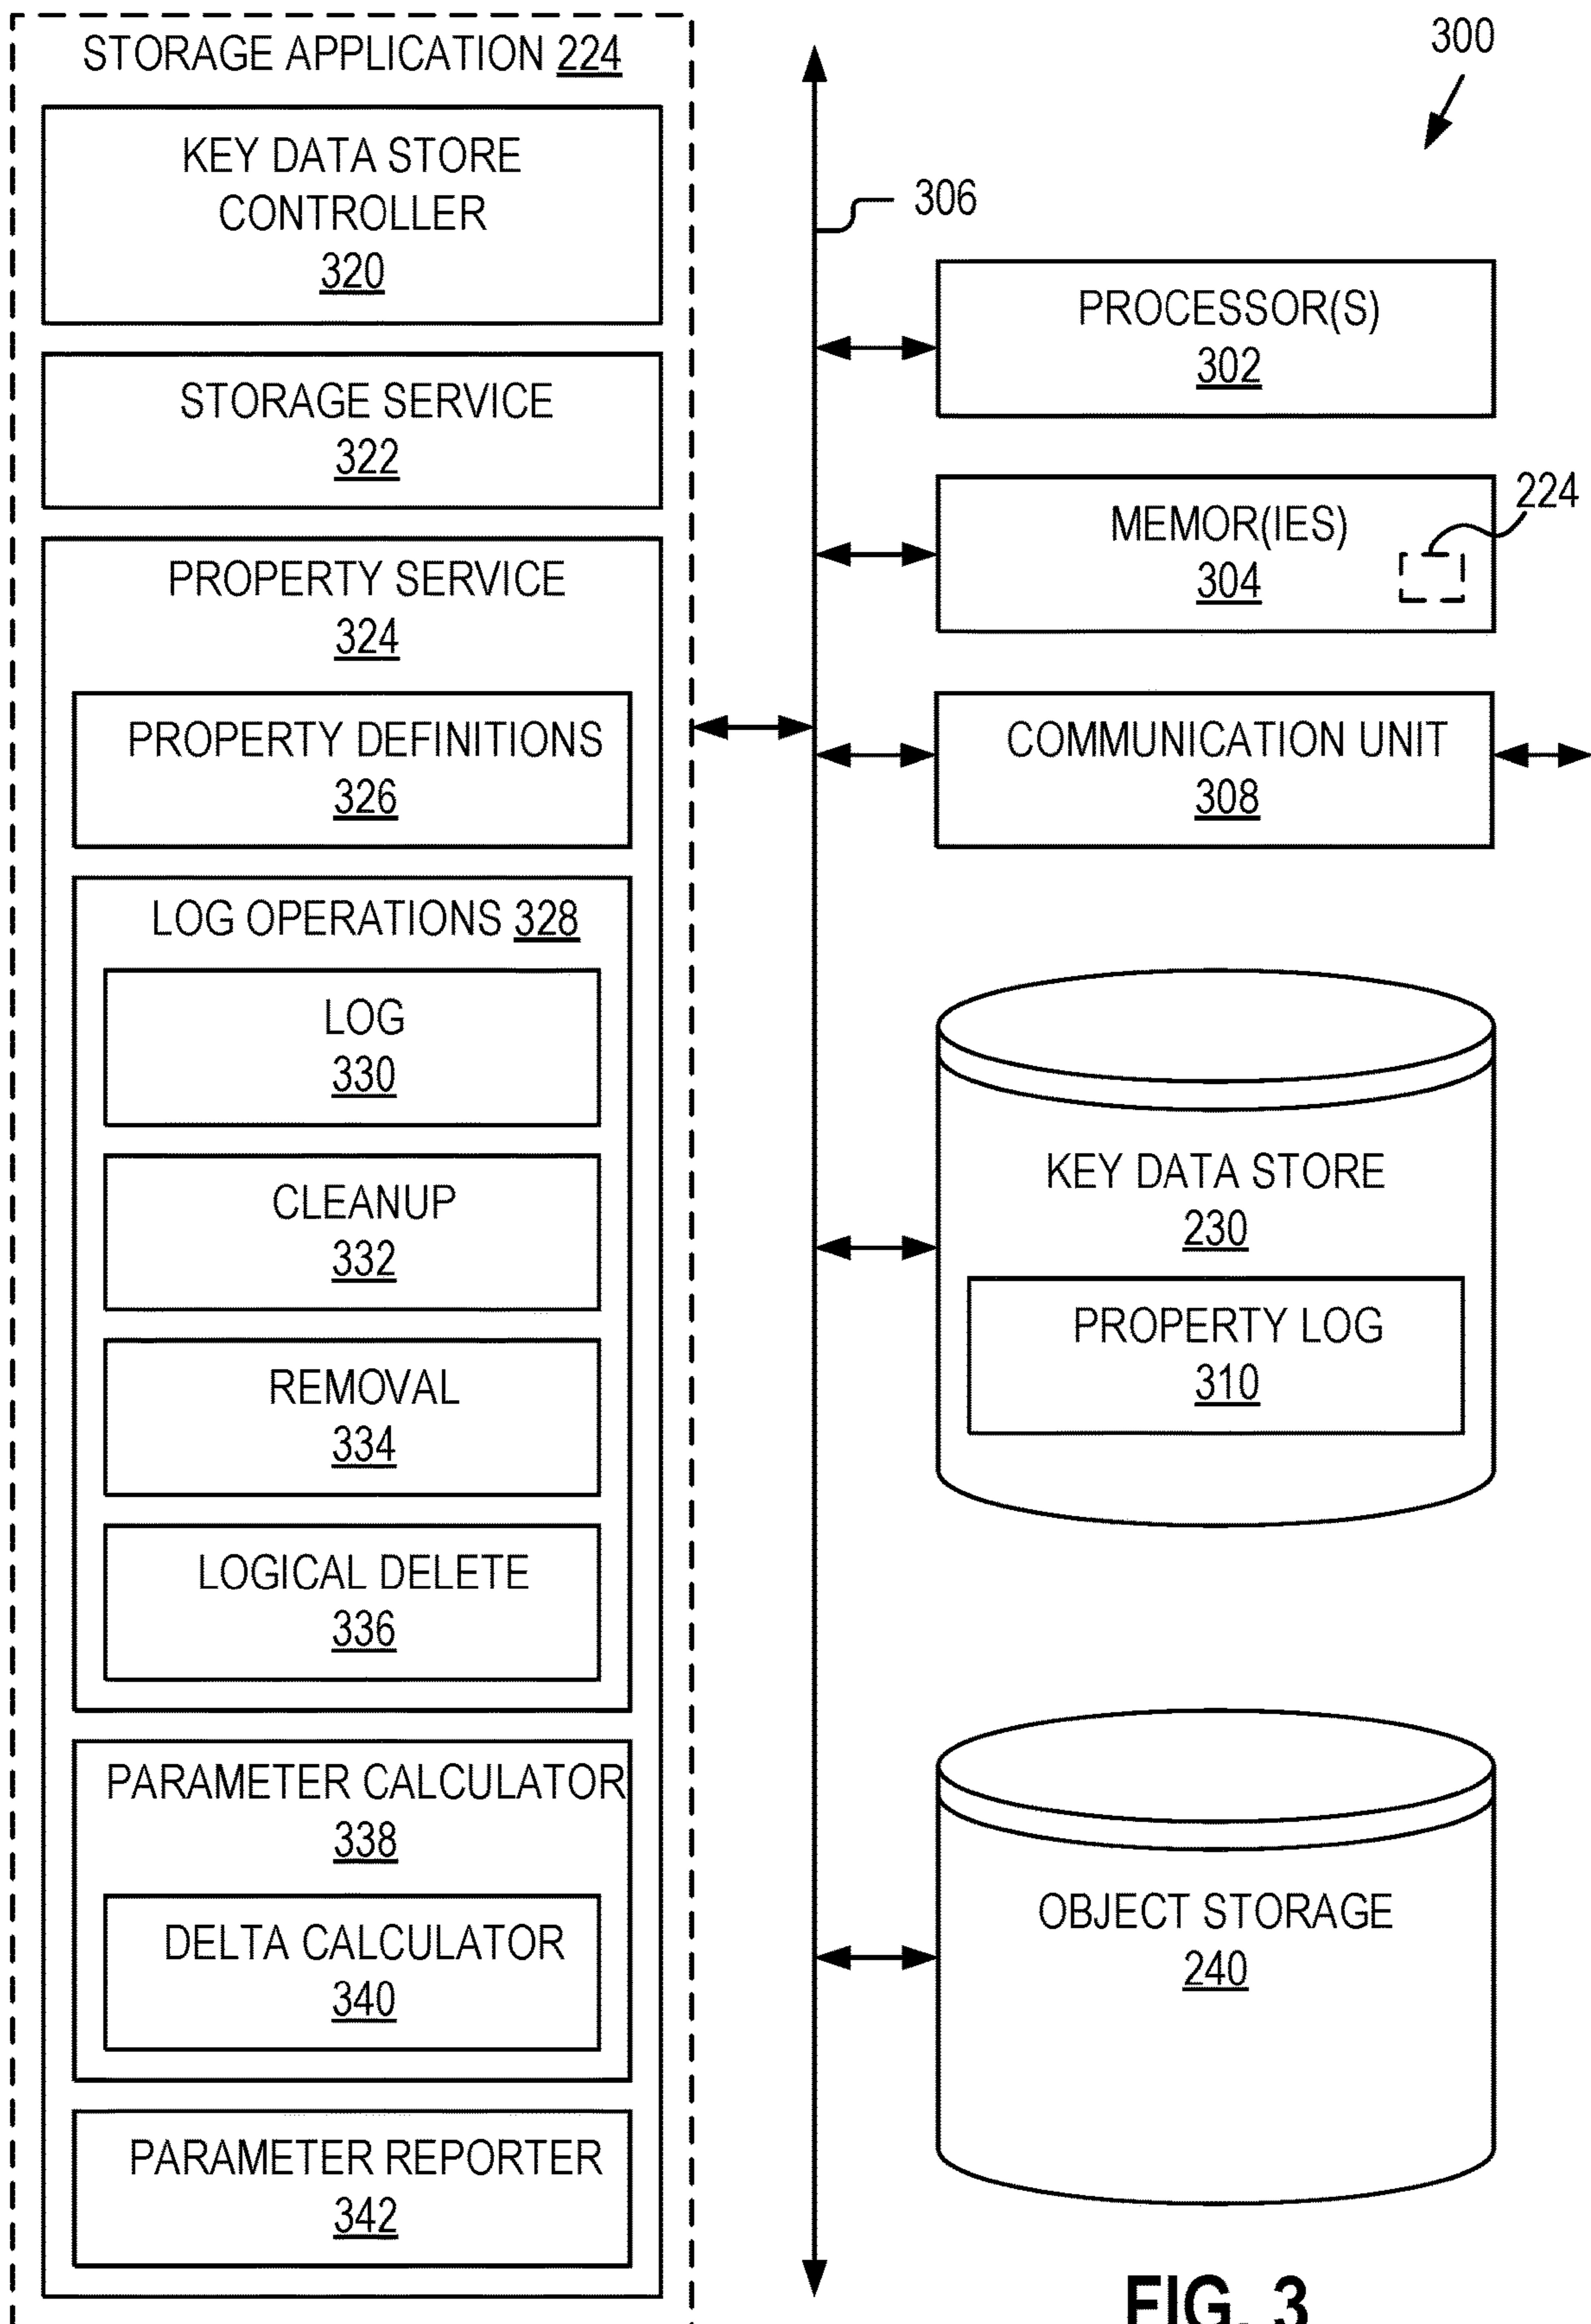 STORAGE APPLICATION 224
KEY DATA STORE
CONTROLLER
320
STORAGE SERVICE
322
PROPERTY SERVICE
324
PROPERTY DEFINITIONS
326
LOG OPERATIONS 328
LOG
330
CLEANUP
332
REMOVAL
334
LOGICAL DELETE
336
PARAMETER CALCULATOR
338
DELTA CALCULATOR
340
PARAMETER REPORTER
342
300
306
PROCESSOR(S)
302
MEMOR(IES)
304
224
COMMUNICATION UNIT
308
KEY DATA STORE
230
PROPERTY LOG
310
OBJECT STORAGE
240
FIG. 3